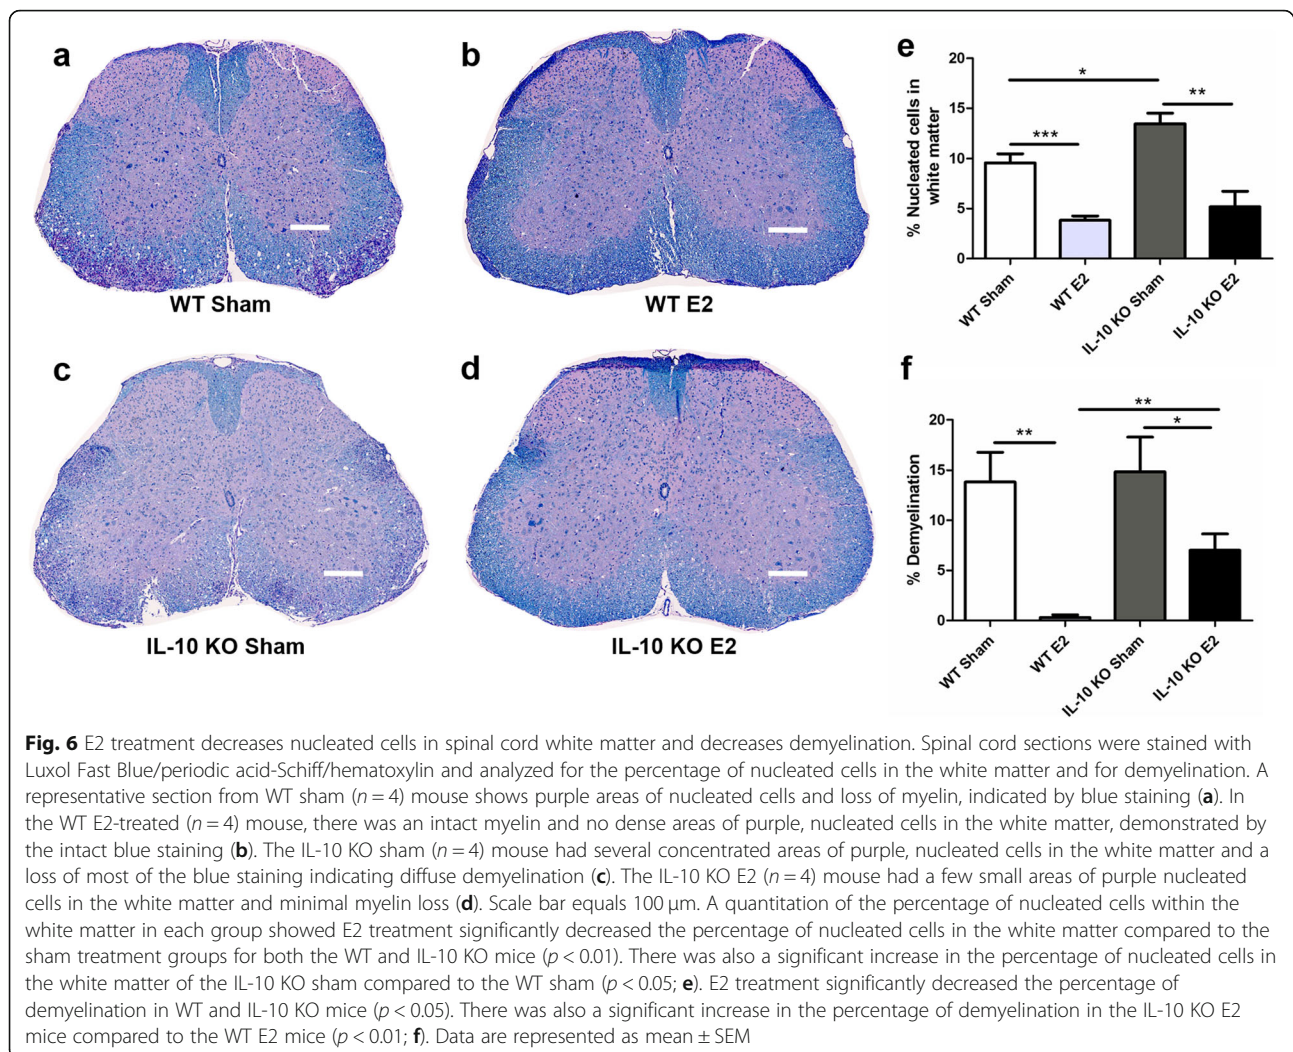 a
WT Sham
b
WT E2
c
IL-10 KO Sham
d
IL-10 KO E2
e
% Nucleated cells in
white matter
20
15
10
5
0
*
**
***
WT Sham
WT E2
IL-10 KO Sham
IL-10 KO E2
f
% Demyelination
20
15
10
5
0
**
**
*
WT Sham
WT E2
IL-10 KO Sham
IL-10 KO E2
Fig. 6 E2 treatment decreases nucleated cells in spinal cord white matter and decreases demyelination. Spinal cord sections were stained with
Luxol Fast Blue/periodic acid-Schiff/hematoxylin and analyzed for the percentage of nucleated cells in the white matter and for demyelination. A
representative section from WT sham (n = 4) mouse shows purple areas of nucleated cells and loss of myelin, indicated by blue staining (a). In
the WT E2-treated (n = 4) mouse, there was an intact myelin and no dense areas of purple, nucleated cells in the white matter, demonstrated by
the intact blue staining (b). The IL-10 KO sham (n = 4) mouse had several concentrated areas of purple, nucleated cells in the white matter and a
loss of most of the blue staining indicating diffuse demyelination (c). The IL-10 KO E2 (n = 4) mouse had a few small areas of purple nucleated
cells in the white matter and minimal myelin loss (d). Scale bar equals 100 μm. A quantitation of the percentage of nucleated cells within the
white matter in each group showed E2 treatment significantly decreased the percentage of nucleated cells in the white matter compared to the
sham treatment groups for both the WT and IL-10 KO mice (p < 0.01). There was also a significant increase in the percentage of nucleated cells in
the white matter of the IL-10 KO sham compared to the WT sham (p < 0.05; e). E2 treatment significantly decreased the percentage of
demyelination in WT and IL-10 KO mice (p < 0.05). There was also a significant increase in the percentage of demyelination in the IL-10 KO E2
mice compared to the WT E2 mice (p < 0.01; f). Data are represented as mean ± SEM